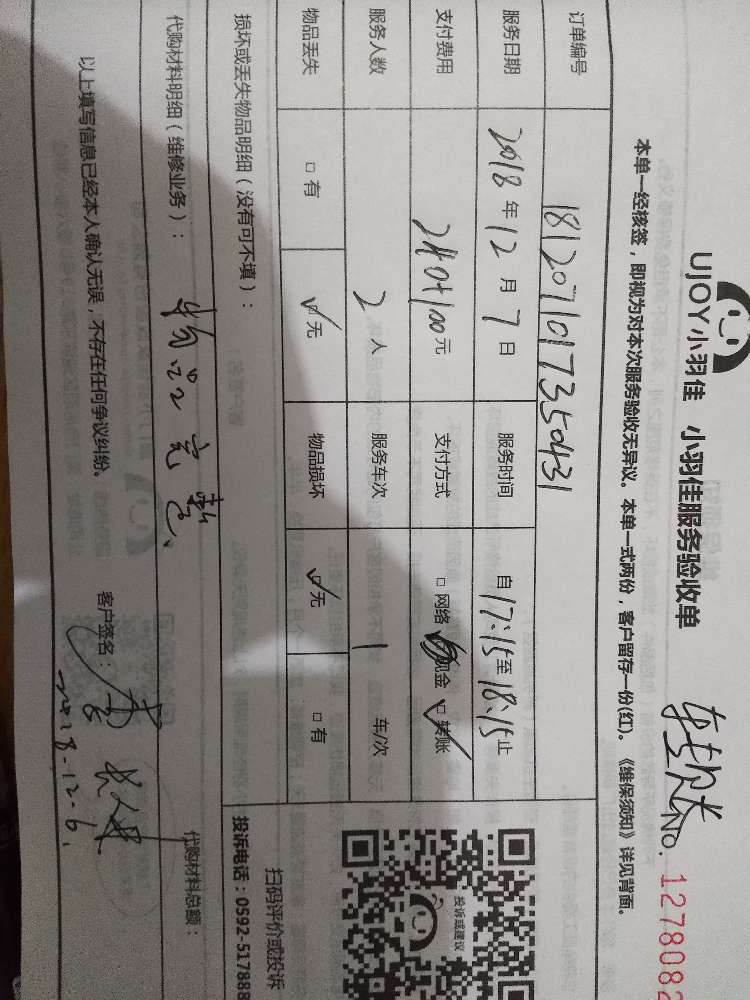 UJOY小羽佳 小羽佳服务验收单
No. 1278082
本单一经核签，即视为对本次服务验收无异议。本单一式两份，客户留存一份(红)。《维保须知》详见背面。
订单编号 1812071017350431
服务日期 2018年12月7日 服务时间 自17:15至18:15止
支付费用 元 支付方式 □ 网络 现金 □ 转账
服务人数 2人 服务车次 1 车/次
物品丢失 □ 有 □ 无 物品损坏 □ 无 □ 有
损坏或丢失物品明细（没有可不填）：
物品完整、
代购材料明细（维修业务）：
代购材料总额：
以上填写信息已经本人确认无误，不存在任何争议纠纷。
客户签名：
2018-12-6.
投诉或建议
扫码评价或投诉
投诉电话：0592-517888